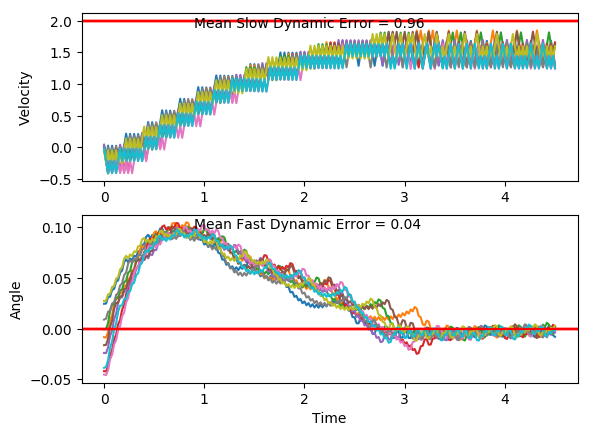 Mean Slow Dynamic Error = 0.96
Velocity
2.0
1.5
1.0
0.5
0.0
−0.5
0 1 2 3 4
Mean Fast Dynamic Error = 0.04
Angle
0.10
0.05
0.00
−0.05
0 1 2 3 4
Time